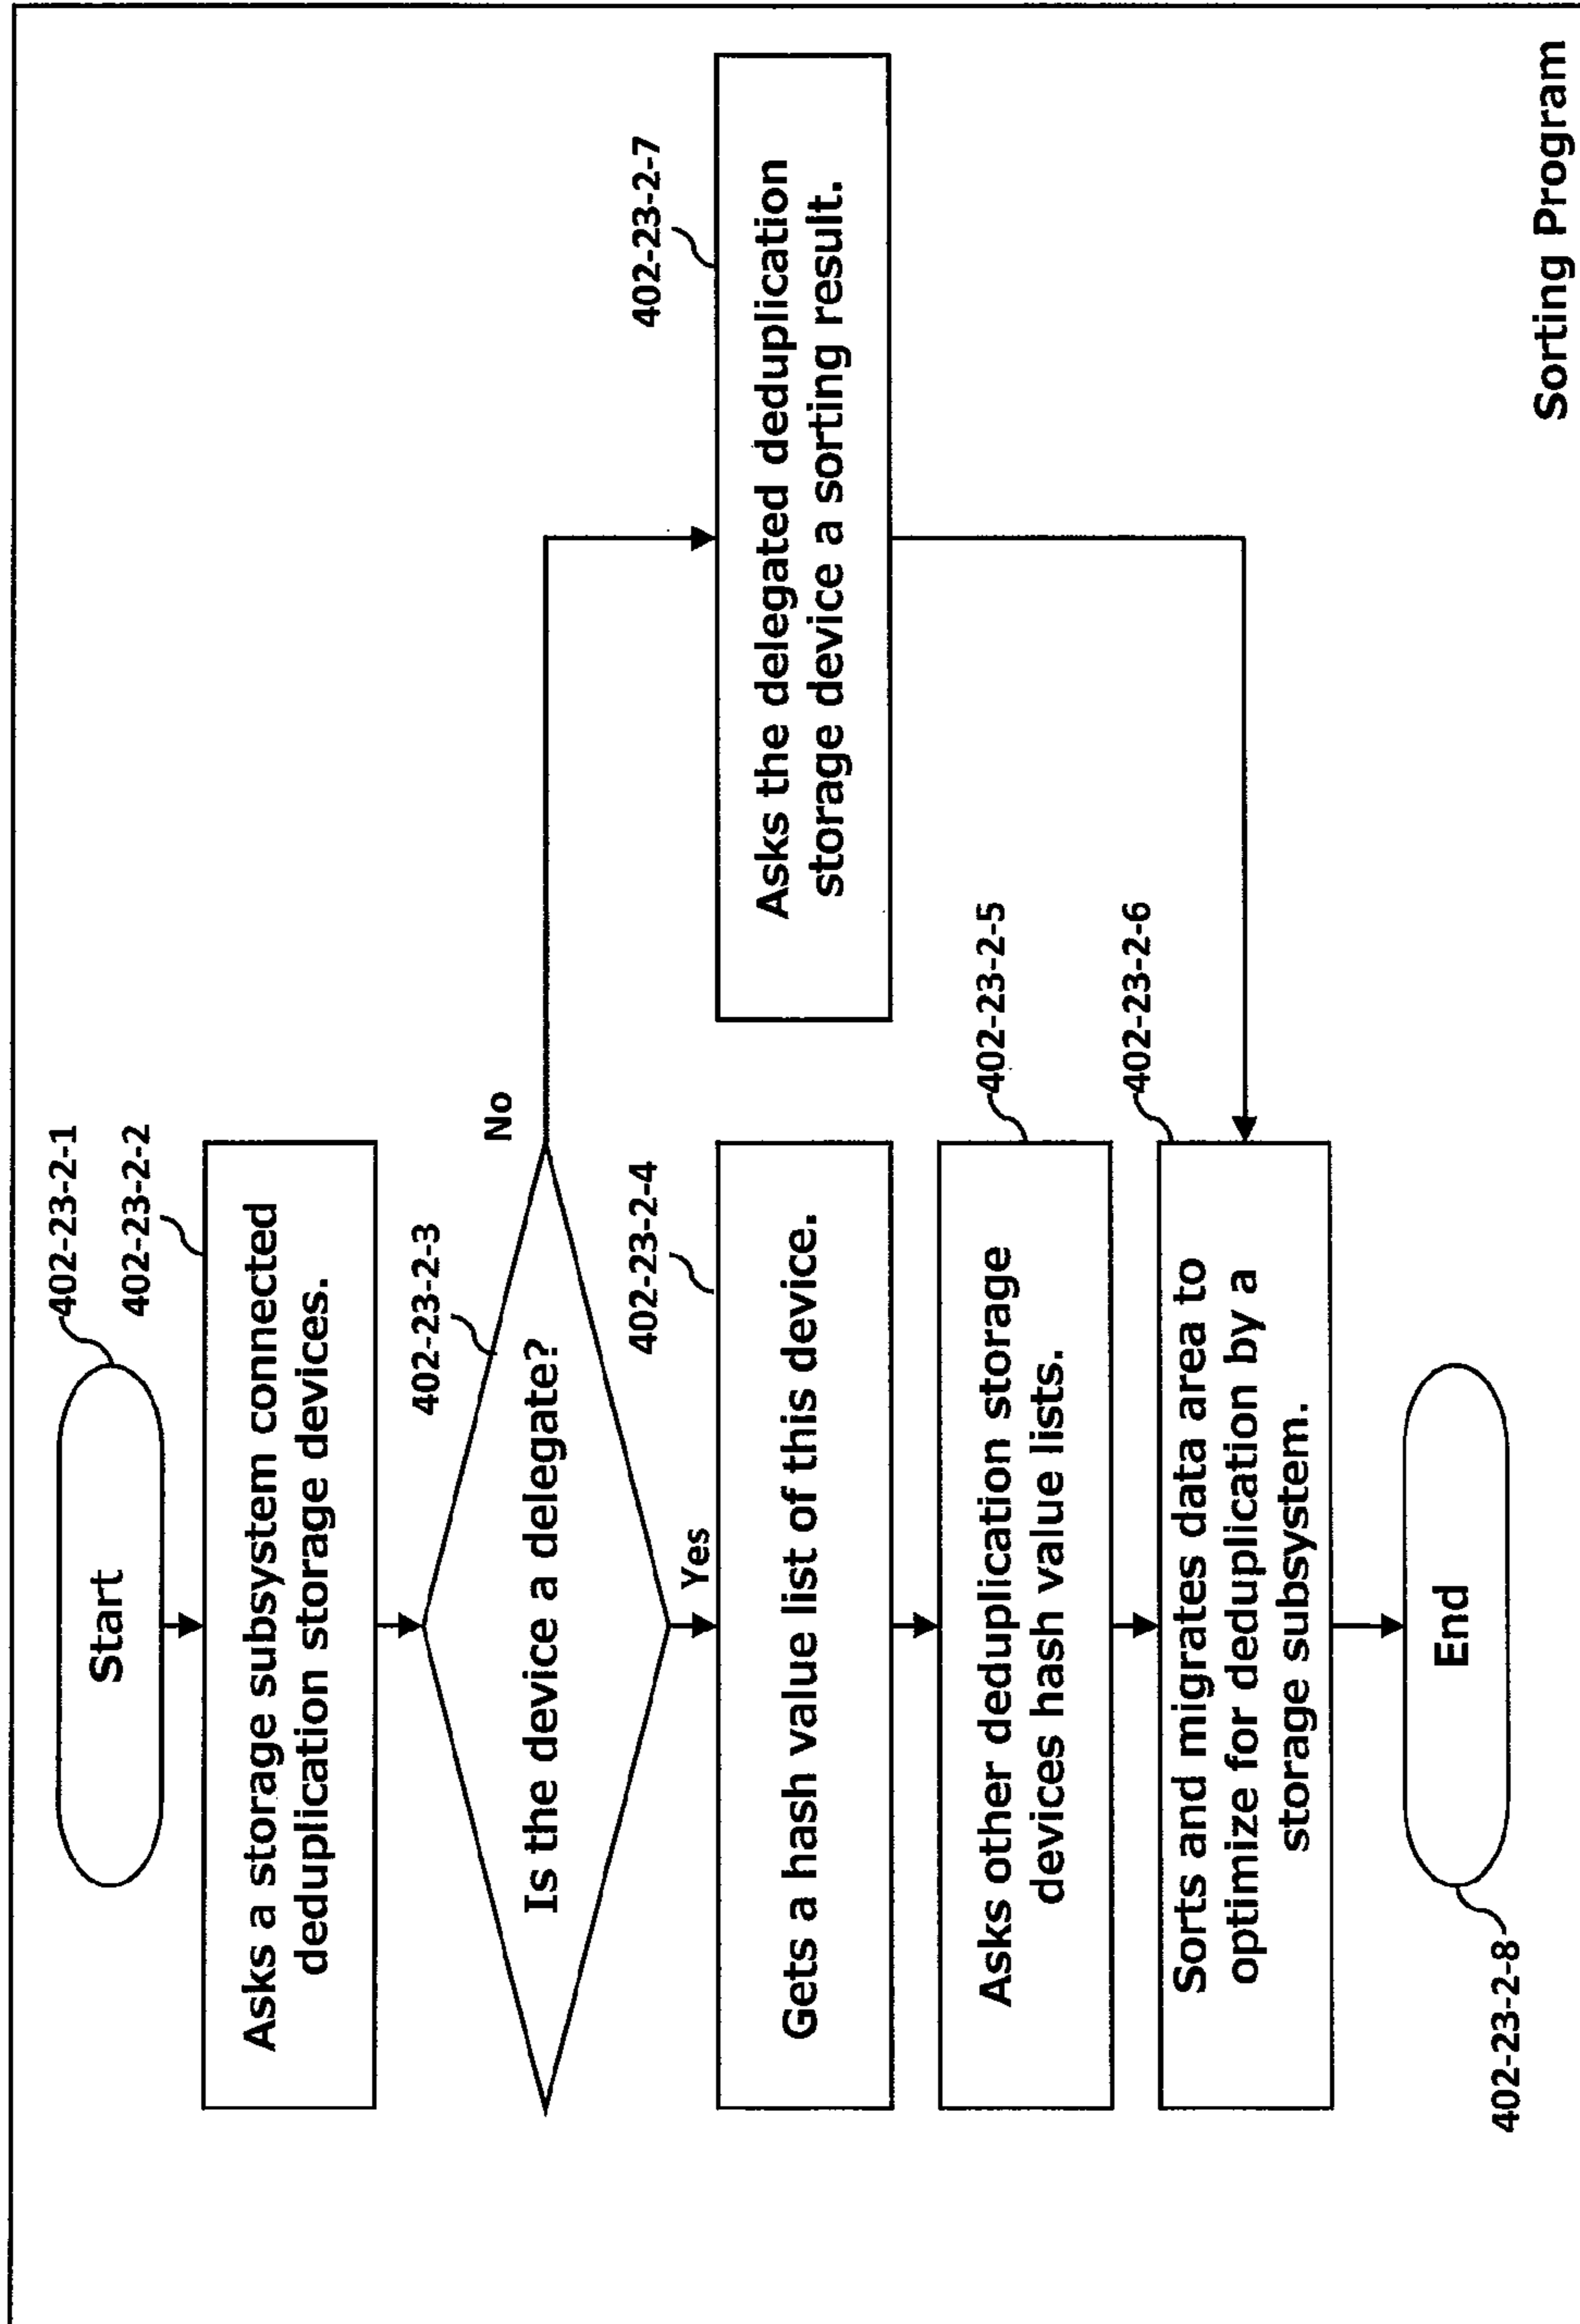 402-23-2-1
Start
402-23-2-2
Asks a storage subsystem connected
deduplication storage devices.
402-23-2-3
Is the device a delegate?
No
Yes
402-23-2-7
Asks the delegated deduplication
storage device a sorting result.
402-23-2-4
Gets a hash value list of this device.
402-23-2-5
Asks other deduplication storage
devices hash value lists.
402-23-2-6
Sorts and migrates data area to
optimize for deduplication by a
storage subsystem.
End
402-23-2-8
Sorting Program